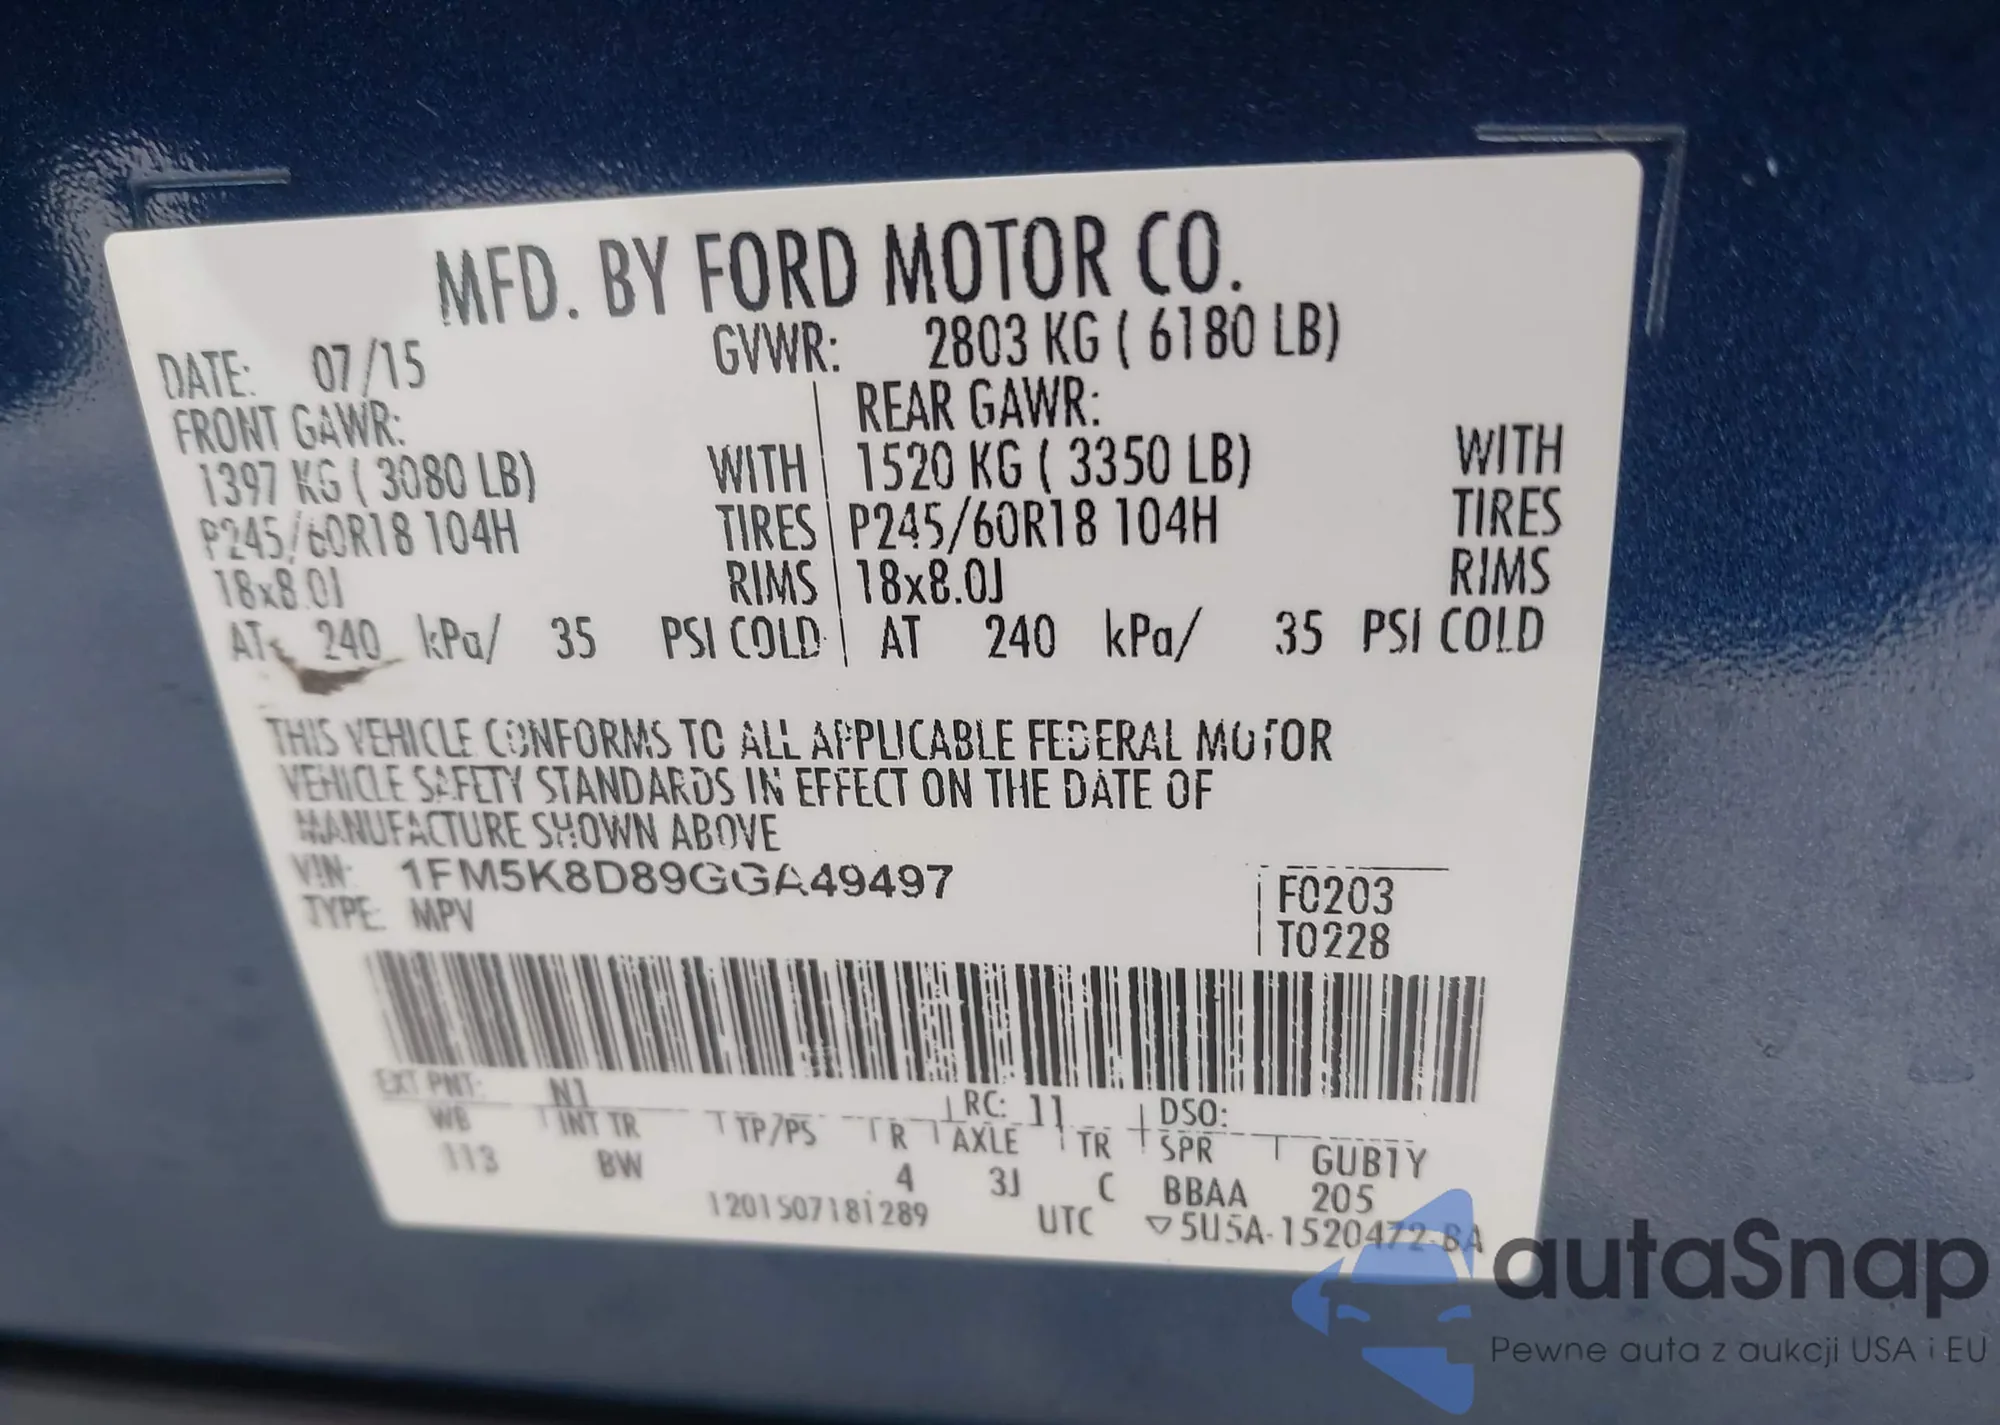 MFD. BY FORD MOTOR CO.
DATE: 07/15 GVWR: 2803 KG ( 6180 LB)
FRONT GAWR: REAR GAWR:
1397 KG ( 3080 LB) WITH 1520 KG ( 3350 LB) WITH
P245/60R18 104H TIRES P245/60R18 104H TIRES
18x8.0J RIMS 18x8.0J RIMS
AT 240 kPa/ 35 PSI COLD AT 240 kPa/ 35 PSI COLD
THIS VEHICLE CONFORMS TO ALL APPLICABLE FEDERAL MOTOR
VEHICLE SAFETY STANDARDS IN EFFECT ON THE DATE OF
MANUFACTURE SHOWN ABOVE
VIN: 1FM5K8D89GGA49497 F0203
TYPE: MPV T0228
EXT PNT: N1 RC: 11 DSO:
WB INT TR TP/PS R AXLE TR SPR GUB1Y
113 BW 4 3J C BBAA 205
1201507181289 UTC ▽5U5A-1520472-BA
autaSnap
Pewne auta z aukcji USA i EU